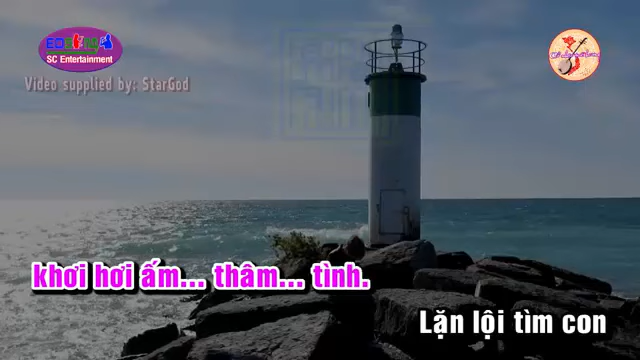 SC Entertainment
Video supplied by: StarGod
khơi hơi ấm... thâm... tình.
Lặn lội tìm con